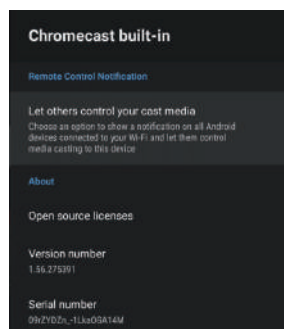 Chromecast built-in
Remote Control Notification
Let others control your cast media
Choose an option to show a notification on all Android
devices connected to your Wi-Fi and let them control
media casting to this device
About
Open source licenses
Version number
1.56.275391
Serial number